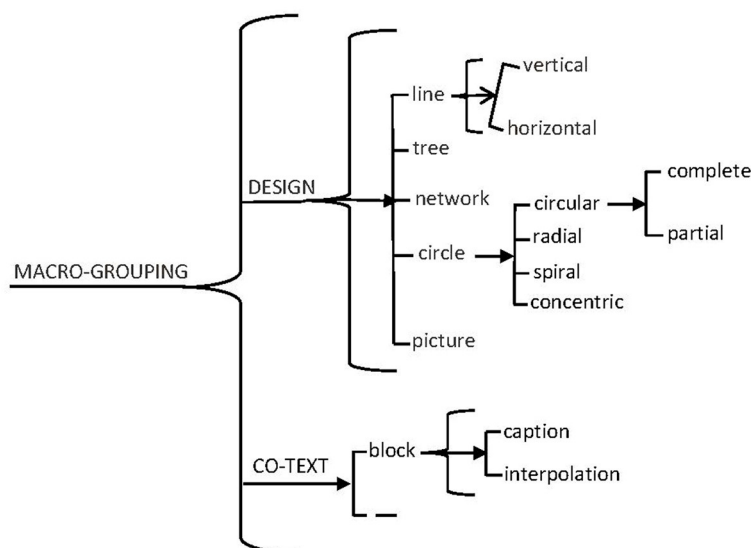 MACRO-GROUPING
DESIGN
line
vertical
horizontal
tree
network
circle
circular
complete
partial
radial
spiral
concentric
picture
CO-TEXT
block
caption
interpolation